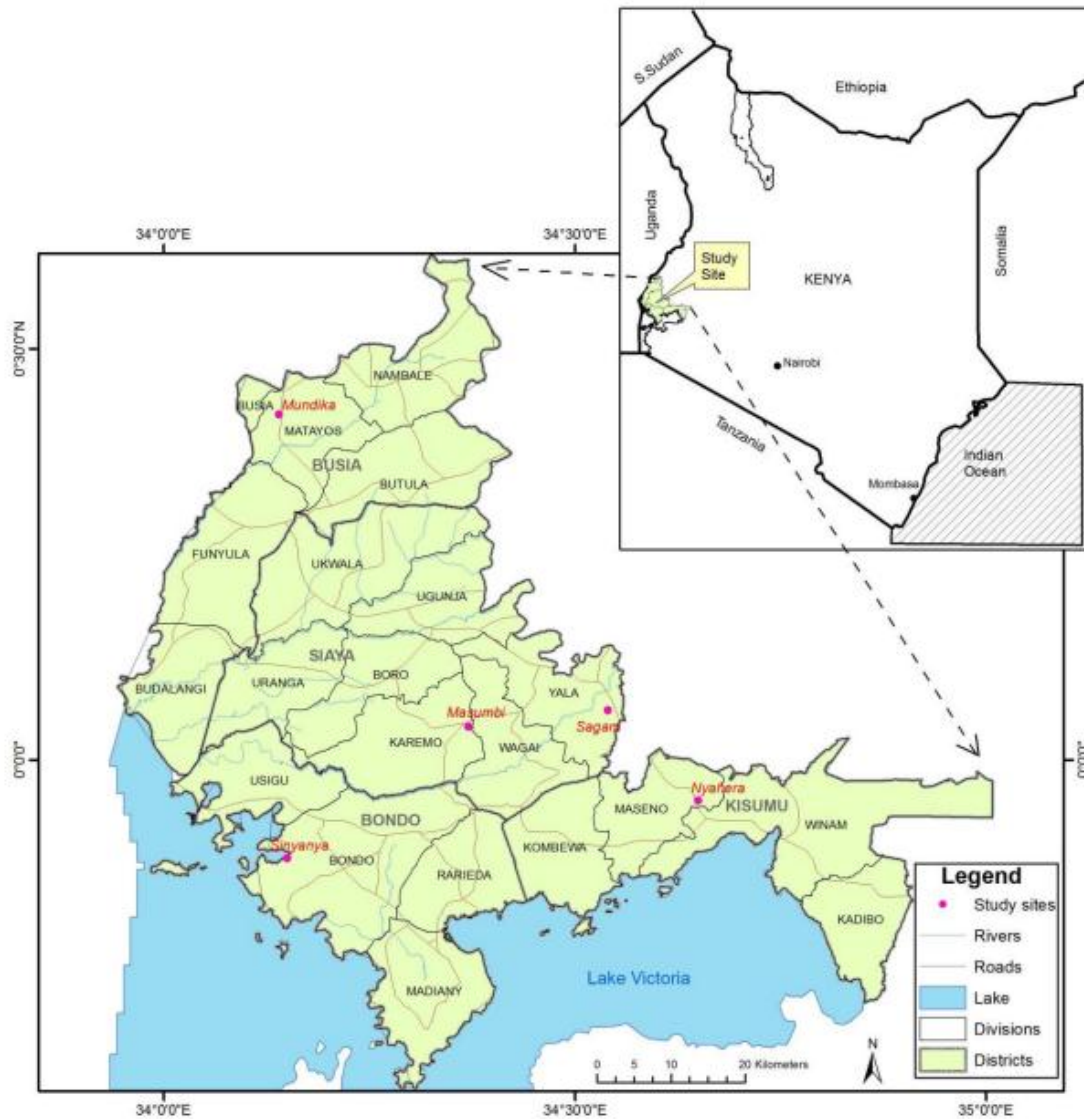 S.Sudan
Ethiopia
Uganda
Somalia
Study
Site
KENYA
Nairobi
Tanzania
Indian
Ocean
Mombasa
34°0'0"E
34°30'0"E
0°30'0"N
NAMBALE
BUSIA
Mundika
MATAYOS
BUSIA
BUTULA
FUNYULA
UKWALA
UGUNJA
SIAYA
BORO
URANGA
BUDALANGI
YALA
Masumbi
Sagam
KAREMO
WAGAI
0°0'0"
0°0'0"
USIGU
MASENO
Nyahera
KISUMU
WINAM
BONDO
Sinyanya
BONDO
KOMBEWA
RARIEDA
KADIBO
MADIANY
Lake Victoria
Legend
Study sites
Rivers
Roads
Lake
Divisions
Districts
N
0 5 10 20 Kilometers
34°0'0"E
34°30'0"E
35°0'0"E